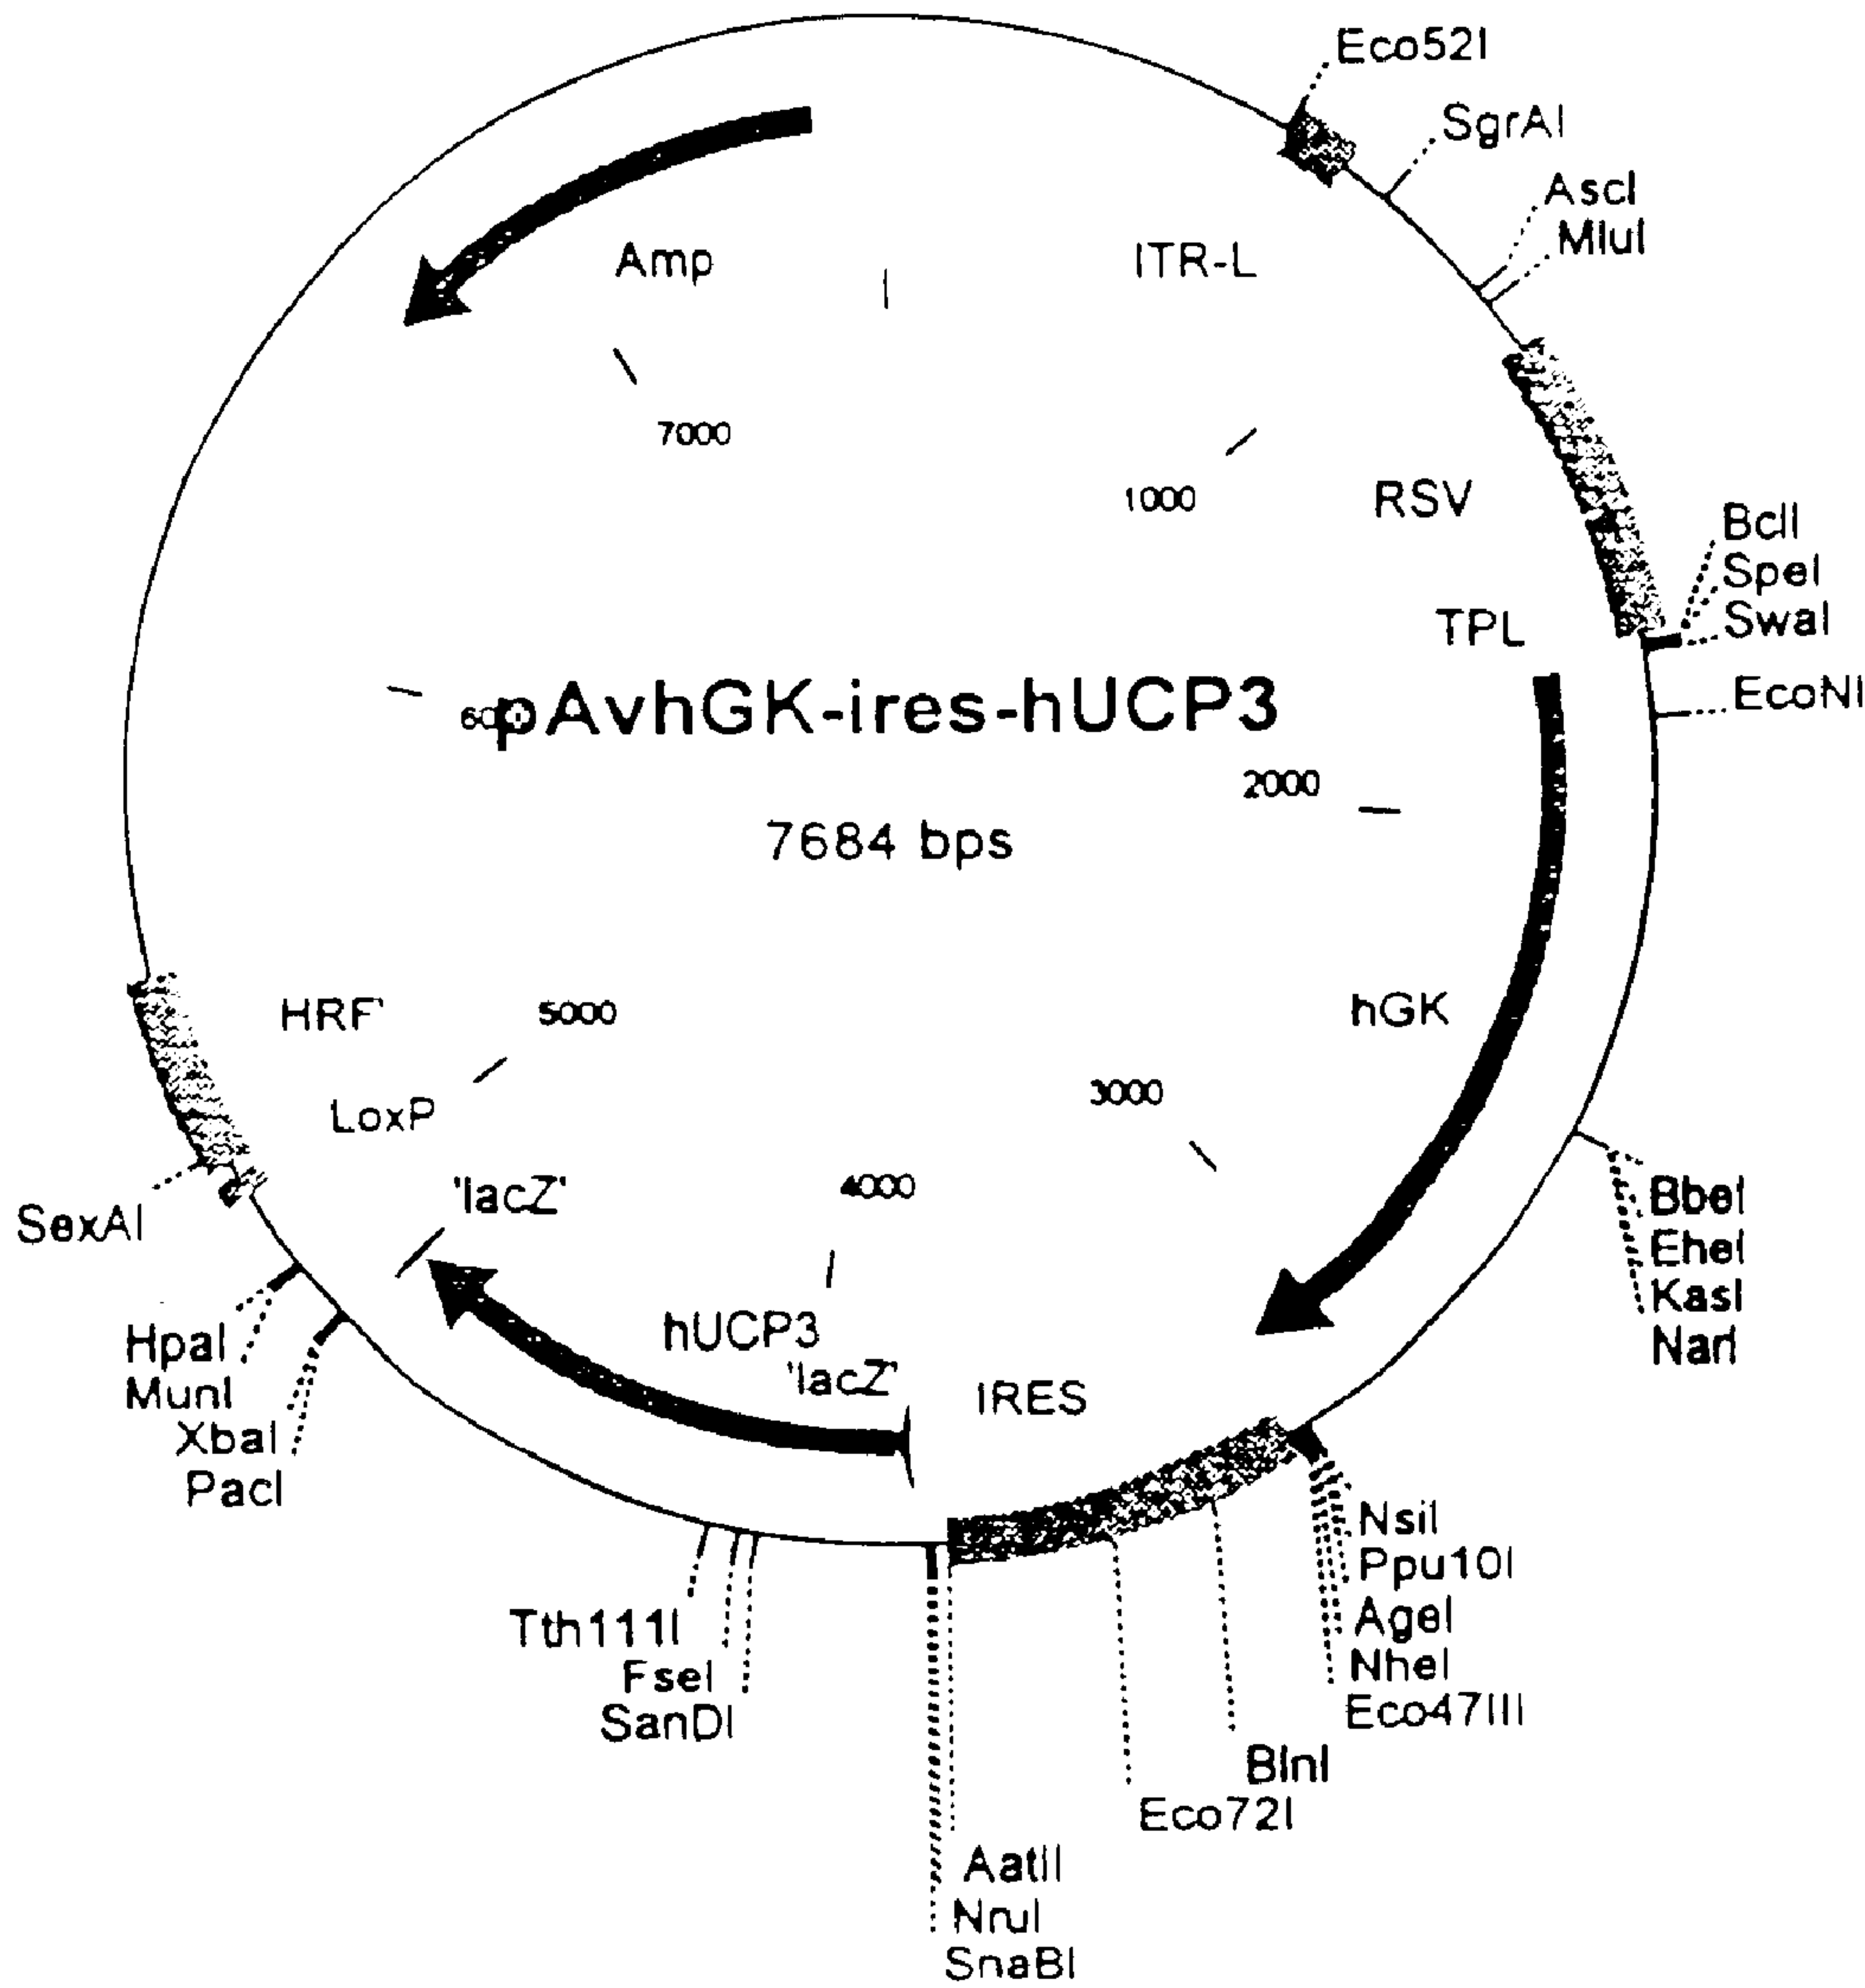 Eco52I
SgrAI
AscI
MluI
Amp
ITR-L
7000
1000
RSV
BclI
SpeI
SwaI
TPL
EcoNI
pAvhGK-ires-hUCP3
2000
7684 bps
HRF'
5000
hGK
3000
LoxP
'lacZ'
4000
SexAI
BbeI
EheI
KasI
NarI
hUCP3
'lacZ'
IRES
HpaI
MunI
XbaI
PacI
NsiI
Ppu10I
AgeI
NheI
Eco47III
Tth111I
FseI
SanDI
BlnI
Eco72I
AatII
NruI
SnaBI